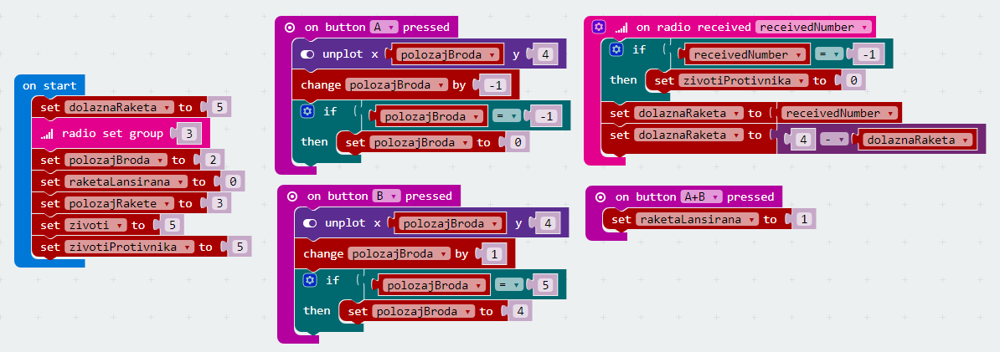 on start
set dolaznaRaketa to 5
radio set group 3
set polozajBroda to 2
set raketaLansirana to 0
set polozajRakete to 3
set zivoti to 5
set zivotiProtivnika to 5
on button A pressed
unplot x polozajBroda y 4
change polozajBroda by -1
if polozajBroda = -1
then set polozajBroda to 0
on button B pressed
unplot x polozajBroda y 4
change polozajBroda by 1
if polozajBroda = 5
then set polozajBroda to 4
on radio received receivedNumber
if receivedNumber = -1
then set zivotiProtivnika to 0
set dolaznaRaketa to receivedNumber
set dolaznaRaketa to 4 - dolaznaRaketa
on button A+B pressed
set raketaLansirana to 1